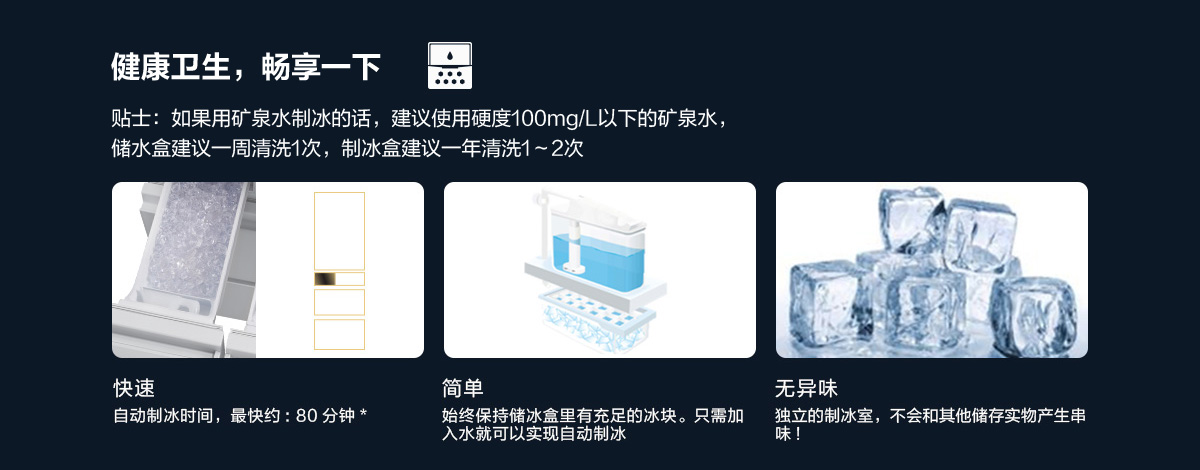 健康卫生，畅享一下
贴士：如果用矿泉水制冰的话，建议使用硬度100mg/L以下的矿泉水，
储水盒建议一周清洗1次，制冰盒建议一年清洗1～2次
快速
自动制冰时间，最快约：80 分钟 *
简单
始终保持储冰盒里有充足的冰块。只需加
入水就可以实现自动制冰
无异味
独立的制冰室，不会和其他储存实物产生串
味！